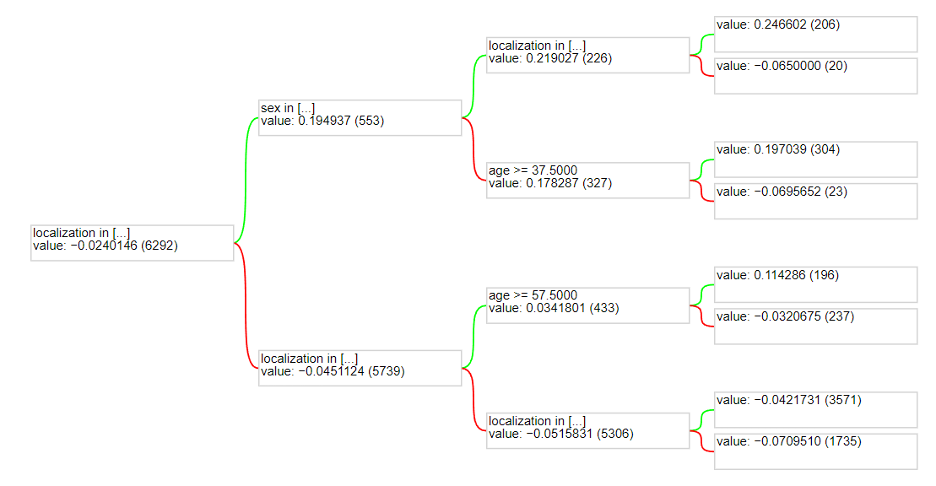 value: 0.246602 (206)
localization in [...]
value: 0.219027 (226)
value: −0.0650000 (20)
sex in [...]
value: 0.194937 (553)
value: 0.197039 (304)
age >= 37.5000
value: 0.178287 (327)
value: −0.0695652 (23)
localization in [...]
value: −0.0240146 (6292)
value: 0.114286 (196)
age >= 57.5000
value: 0.0341801 (433)
value: −0.0320675 (237)
localization in [...]
value: −0.0451124 (5739)
value: −0.0421731 (3571)
localization in [...]
value: −0.0515831 (5306)
value: −0.0709510 (1735)